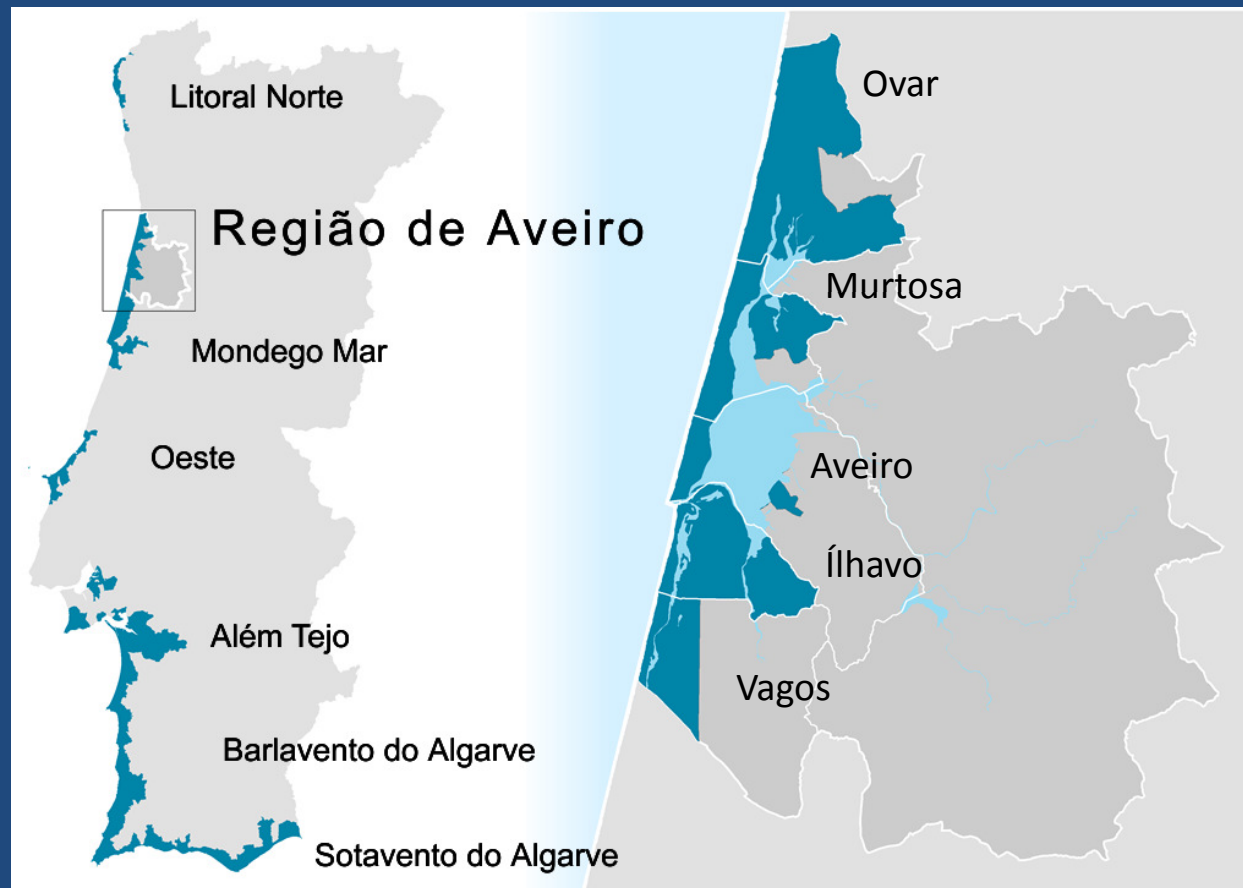 Litoral Norte
Região de Aveiro
Mondego Mar
Oeste
Além Tejo
Barlavento do Algarve
Sotavento do Algarve
Ovar
Murtosa
Aveiro
Ílhavo
Vagos